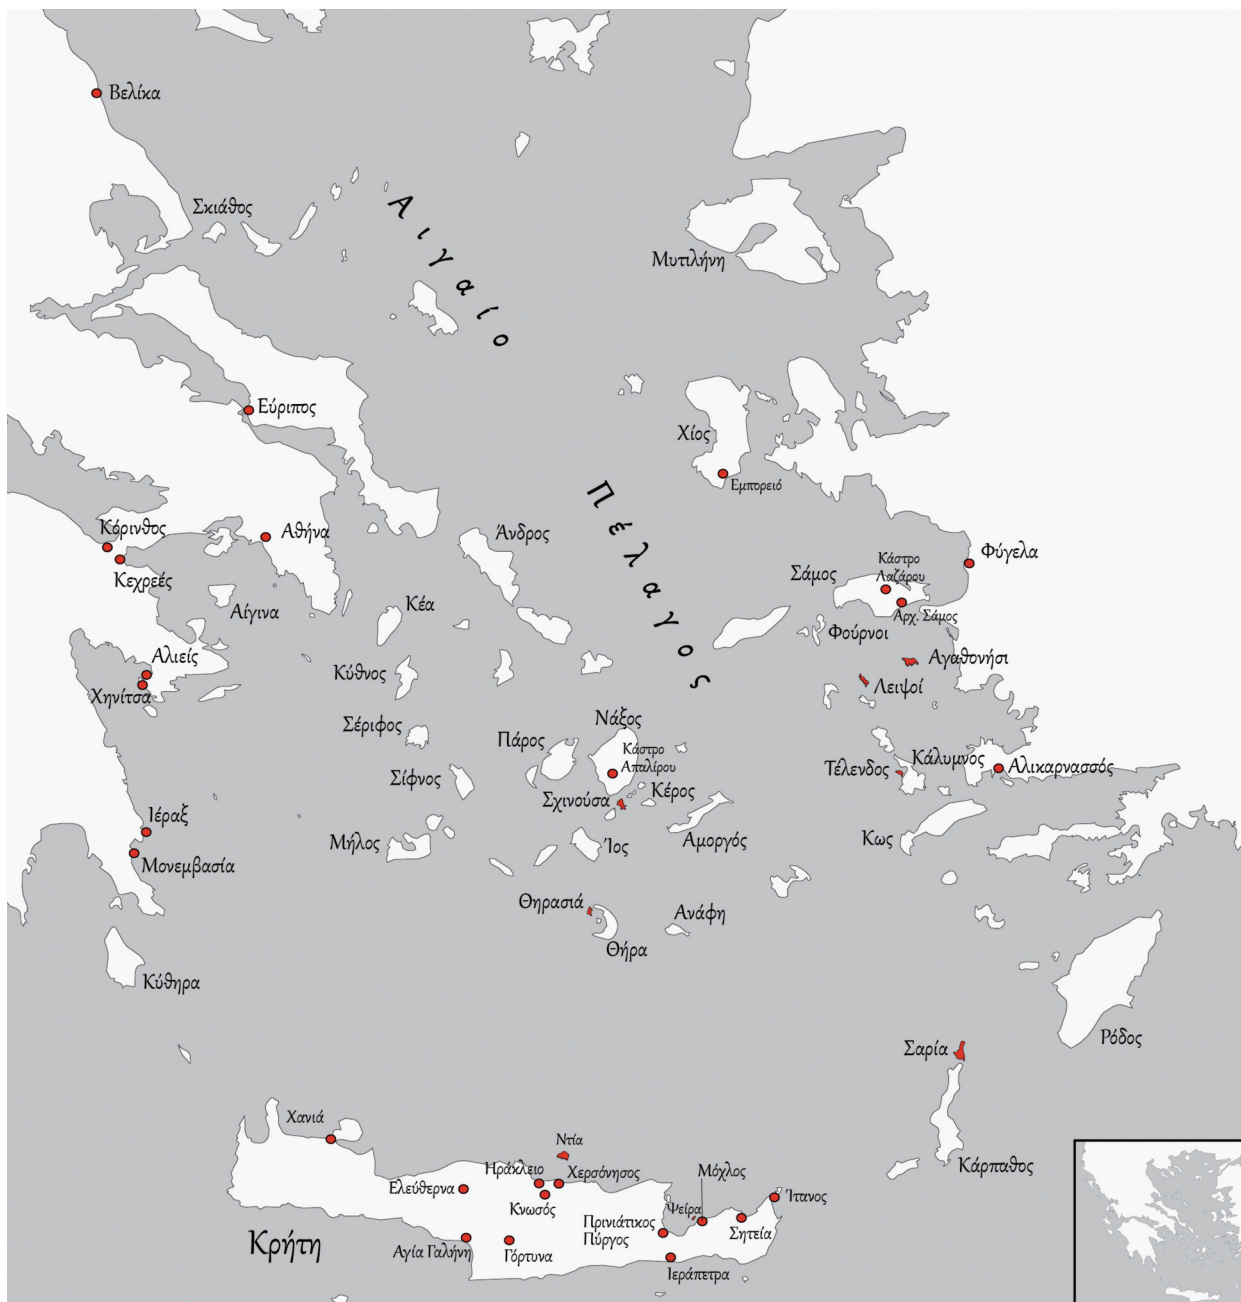 Βελίκα
Σκιάθος
Αιγαίο
Μυτιλήνη
Εύριπος
Χίος
Εμπορειό
Πέλαγος
Κόρινθος
Κεχρεές
Αθήνα
Αίγινα
Άνδρος
Κέα
Σάμος
Κάστρο
Λαζάρου
Αρχ. Σάμος
Φύγελα
Φούρνοι
Αγαθονήσι
Λειψοί
Αλιείς
Χηνίτσα
Κύθνος
Σέριφος
Σίφνος
Πάρος
Νάξος
Κάστρο
Απαλίρου
Σχινούσα
Κέρος
Αμοργός
Τέλενδος
Κάλυμνος
Αλικαρνασσός
Κως
Ιέραξ
Μονεμβασία
Μήλος
Ίος
Θηρασιά
Θήρα
Ανάφη
Κύθηρα
Ρόδος
Σαρία
Κάρπαθος
Χανιά
Ντία
Ηράκλειο
Χερσόνησος
Μόχλος
Ελεύθερνα
Κνωσός
Ψείρα
Ίτανος
Πρινιάτικος
Πύργος
Σητεία
Κρήτη
Αγία Γαλήνη
Γόρτυνα
Ιεράπετρα